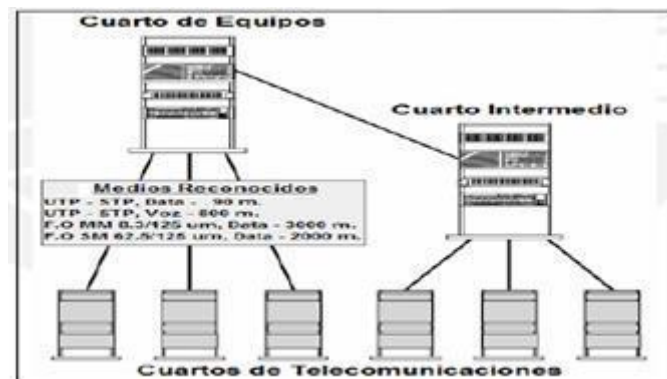 Cuarto de Equipos
Cuarto Intermedio
Medios Reconocidos
UTP - STP, Data - 90 m.
UTP - STP, Voz - 800 m.
F.O MM 8.3/125 um, Data - 3000 m.
F.O SM 62.5/125 um, Data - 2000 m.
Cuartos de Telecomunicaciones